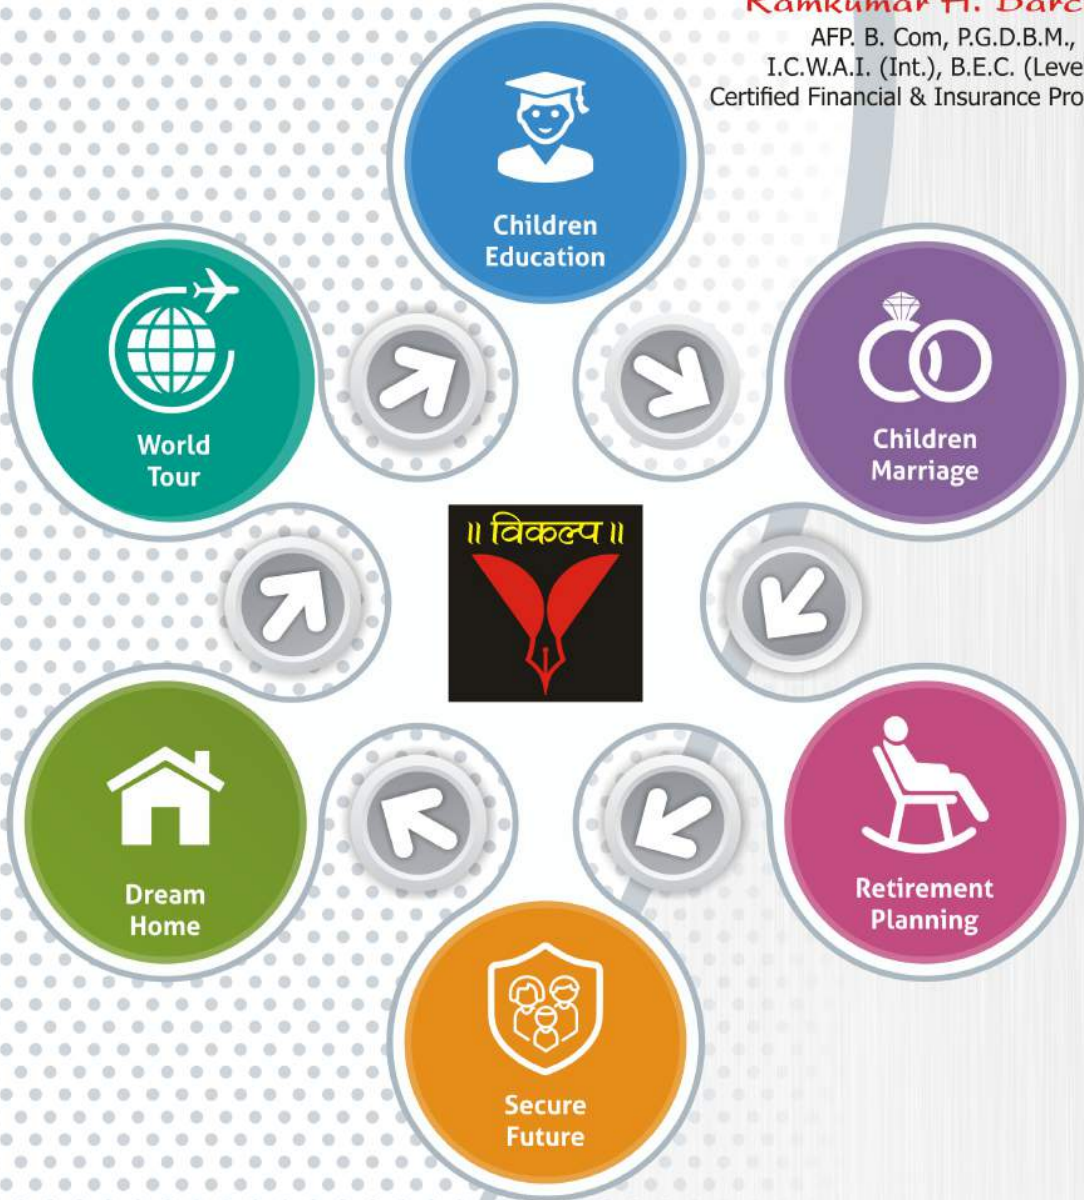 Ramkumar H.
AFP. B. Com, P.G.D.B.M.,
I.C.W.A.I. (Int.), B.E.C.
Certified Financial & Insurance
Children
Education
World
Tour
Children
Marriage
॥ विकल्प ॥
Dream
Home
Retirement
Planning
Secure
Future